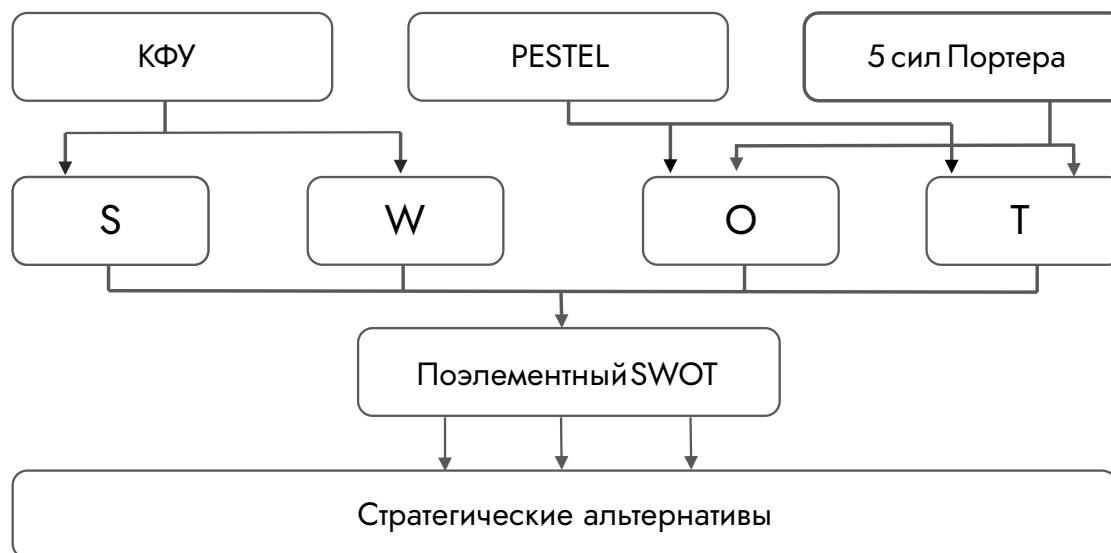 КФУ
PESTEL
5 сил Портера
S
W
O
T
Поэлементный SWOT
Стратегические альтернативы